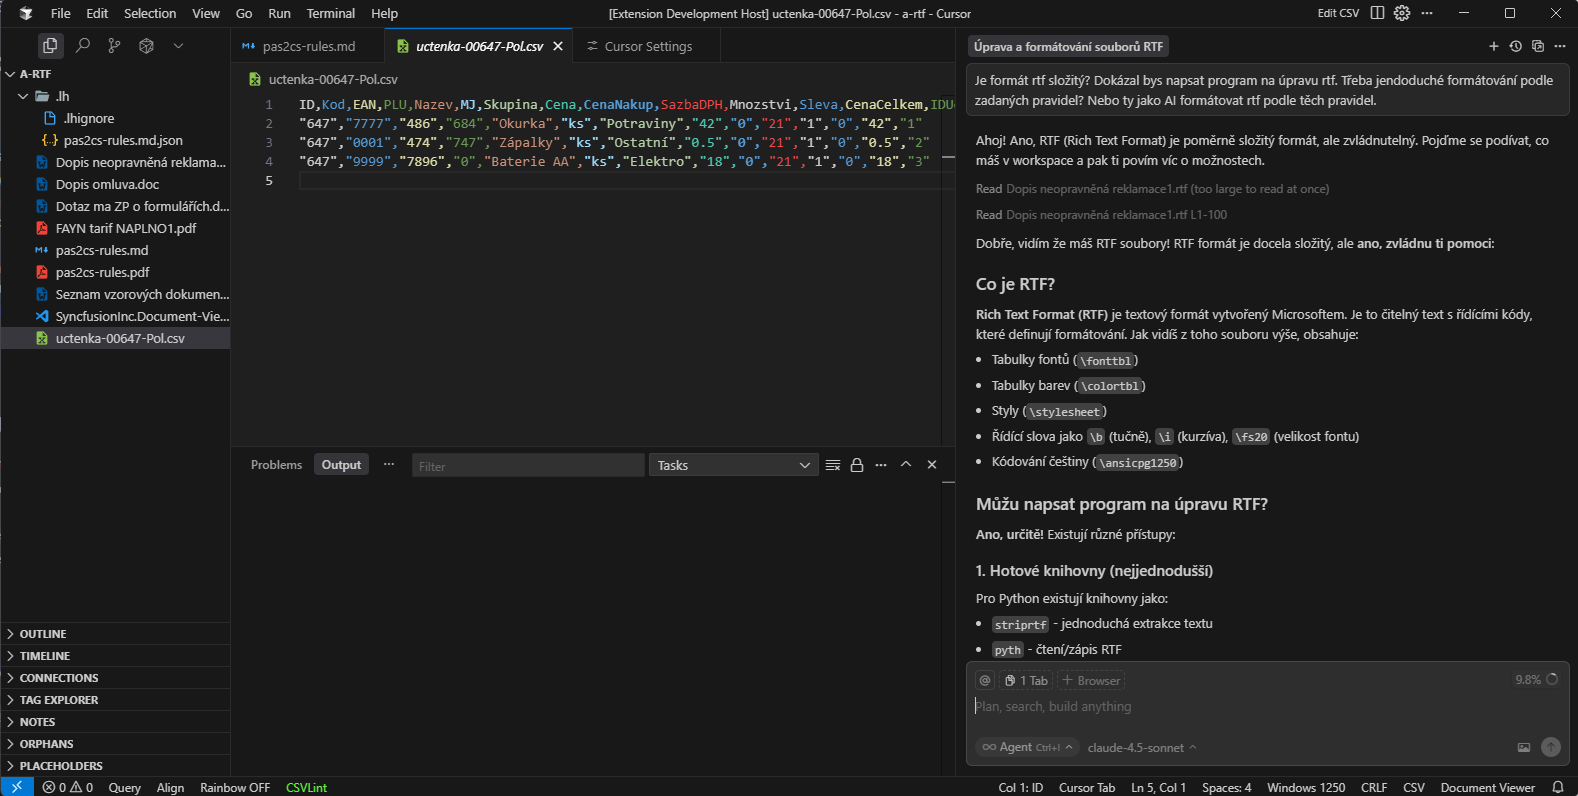 File Edit Selection View Go Run Terminal Help
[Extension Development Host] uctenka-00647-Pol.csv - a-rtf - Cursor
Edit CSV
A-RTF
.lh
.lhignore
pas2cs-rules.md.json
Dopis neopravněná reklama...
Dopis omluva.doc
Dotaz ma ZP o formulářích.d...
FAYN tarif NAPLNO1.pdf
pas2cs-rules.md
pas2cs-rules.pdf
Seznam vzorových dokumen...
SyncfusionInc.Document-Vie...
uctenka-00647-Pol.csv
OUTLINE
TIMELINE
CONNECTIONS
TAG EXPLORER
NOTES
ORPHANS
PLACEHOLDERS
pas2cs-rules.md
uctenka-00647-Pol.csv
Cursor Settings
uctenka-00647-Pol.csv
1 ID,Kod,EAN,PLU,Nazev,MJ,Skupina,Cena,CenaNakup,SazbaDPH,Mnozstvi,Sleva,CenaCelkem,IDU
2 "647","7777","486","684","Okurka","ks","Potraviny","42","0","21","1","0","42","1"
3 "647","0001","474","747","Zápalky","ks","Ostatní","0.5","0","21","1","0","0.5","2"
4 "647","9999","7896","0","Baterie AA","ks","Elektro","18","0","21","1","0","18","3"
5
Problems Output ... Filter Tasks
Úprava a formátování souborů RTF
Je formát rtf složitý? Dokázal bys napsat program na úpravu rtf. Třeba jendoduché formátování podle
zadaných pravidel? Nebo ty jako AI formátovat rtf podle těch pravidel.
Ahoj! Ano, RTF (Rich Text Format) je poměrně složitý formát, ale zvládnutelný. Pojďme se podívat, co
máš v workspace a pak ti povím víc o možnostech.
Read Dopis neopravněná reklamace1.rtf (too large to read at once)
Read Dopis neopravněná reklamace1.rtf L1-100
Dobře, vidím že máš RTF soubory! RTF formát je docela složitý, ale ano, zvládnu ti pomoci:
Co je RTF?
Rich Text Format (RTF) je textový formát vytvořený Microsoftem. Je to čitelný text s řídícími kódy,
které definují formátování. Jak vidíš z toho souboru výše, obsahuje:
• Tabulky fontů (\fonttbl)
• Tabulky barev (\colortbl)
• Styly (\stylesheet)
• Řídící slova jako \b (tučně), \i (kurzíva), \fs20 (velikost fontu)
• Kódování češtiny (\ansicpg1250)
Můžu napsat program na úpravu RTF?
Ano, určitě! Existují různé přístupy:
1. Hotové knihovny (nejjednodušší)
Pro Python existují knihovny jako:
• striprtf - jednoduchá extrakce textu
• pyth - čtení/zápis RTF
@ 1 Tab + Browser 9.8%
Plan, search, build anything
∞ Agent Ctrl+I claude-4.5-sonnet
0 0 Query Align Rainbow OFF CSVLint
Col 1: ID Cursor Tab Ln 5, Col 1 Spaces: 4 Windows 1250 CRLF CSV Document Viewer